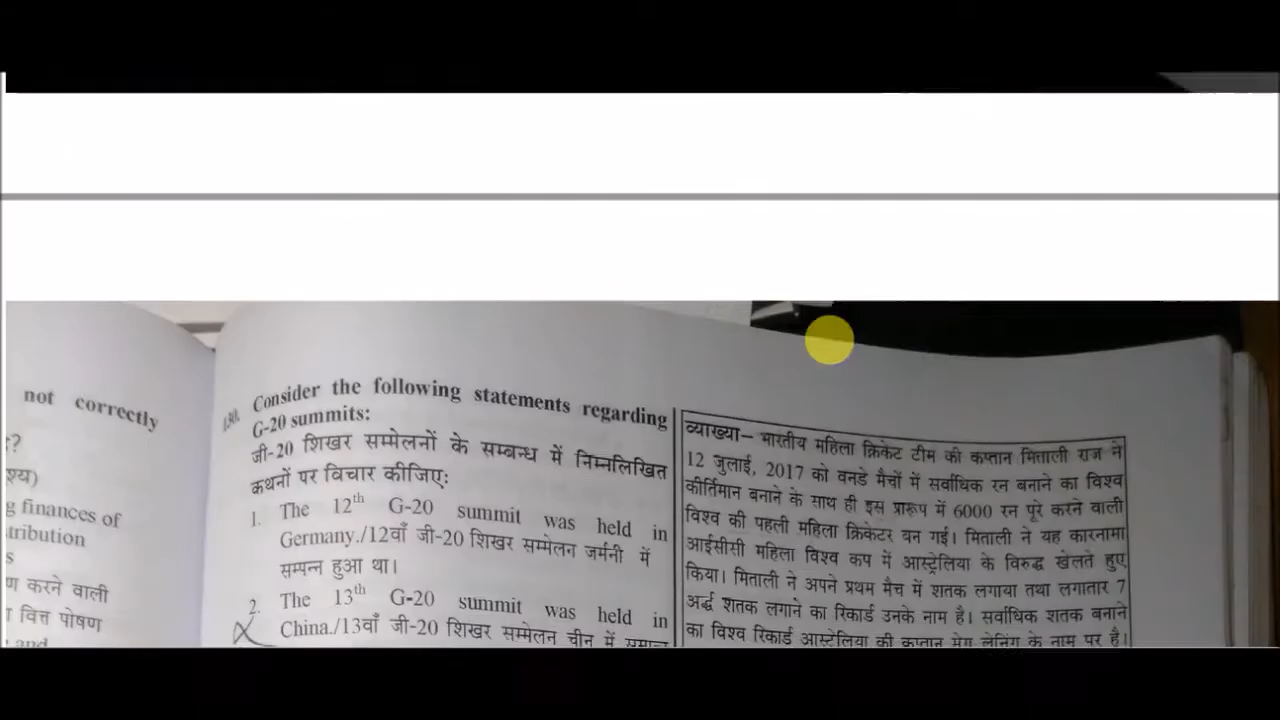 not correctly
?
श्य)
g finances of
tribution
s
ण करने वाली
ा वित्त पोषण
and
130. Consider the following statements regarding
G-20 summits:
जी-20 शिखर सम्मेलनों के सम्बन्ध में निम्नलिखित
कथनों पर विचार कीजिए:
1. The 12th G-20 summit was held in
Germany./12वाँ जी-20 शिखर सम्मेलन जर्मनी में
सम्पन्न हुआ था।
2. The 13th G-20 summit was held in
China./13वाँ जी-20 शिखर सम्मेलन चीन में सम्पन्न
व्याख्या– भारतीय महिला क्रिकेट टीम की कप्तान मिताली राज ने
12 जुलाई, 2017 को वनडे मैचों में सर्वाधिक रन बनाने का विश्व
कीर्तिमान बनाने के साथ ही इस प्रारूप में 6000 रन पूरे करने वाली
विश्व की पहली महिला क्रिकेटर बन गई। मिताली ने यह कारनामा
आईसीसी महिला विश्व कप में आस्ट्रेलिया के विरुद्ध खेलते हुए
किया। मिताली ने अपने प्रथम मैच में शतक लगाया तथा लगातार 7
अर्द्ध शतक लगाने का रिकार्ड उनके नाम है। सर्वाधिक शतक बनाने
का विश्व रिकार्ड आस्ट्रेलिया की कप्तान मेग लेनिंग के नाम पर है।